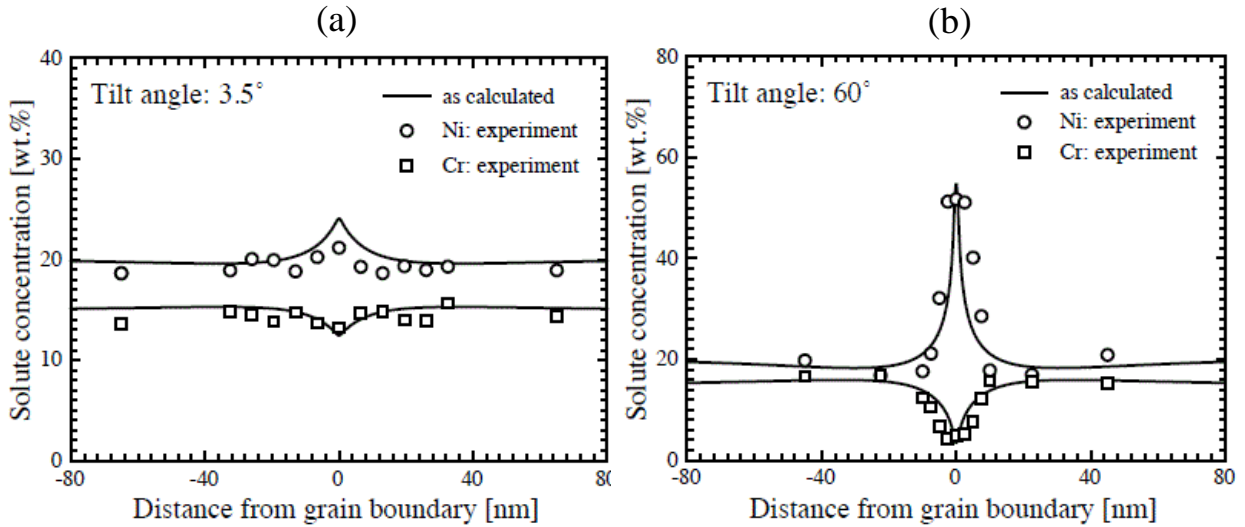 (a)
(b)
Tilt angle: 3.5°
as calculated
Ni: experiment
Cr: experiment
Solute concentration [wt.%]
40
30
20
10
0
-80
-40
0
40
80
Distance from grain boundary [nm]
Tilt angle: 60°
as calculated
Ni: experiment
Cr: experiment
Solute concentration [wt.%]
80
60
40
20
0
-80
-40
0
40
80
Distance from grain boundary [nm]